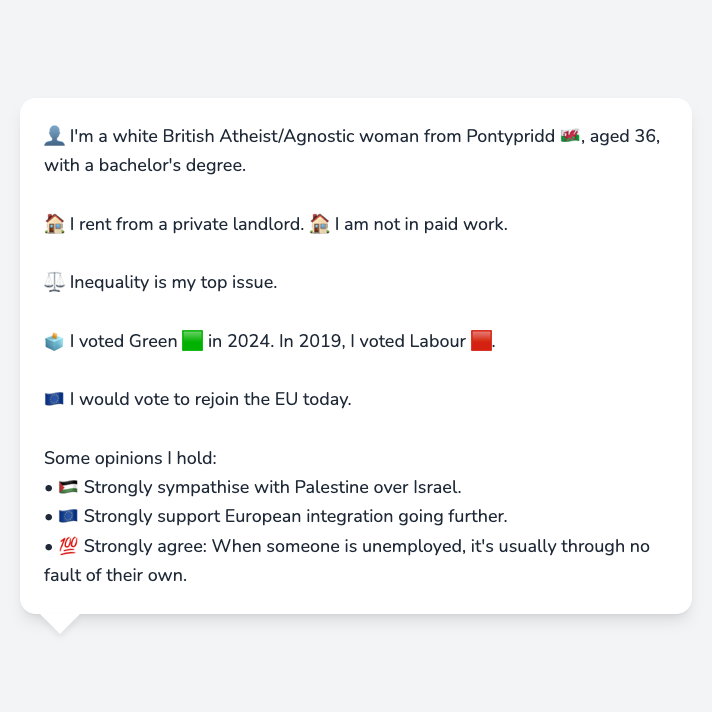 👤 I'm a white British Atheist/Agnostic woman from Pontypridd 🏴󠁧󠁢󠁷󠁬󠁳󠁿, aged 36,
with a bachelor's degree.
🏠 I rent from a private landlord. 🏠 I am not in paid work.
⚖️ Inequality is my top issue.
🗳️ I voted Green 🟩 in 2024. In 2019, I voted Labour 🟥.
🇪🇺 I would vote to rejoin the EU today.
Some opinions I hold:
• 🇵🇸 Strongly sympathise with Palestine over Israel.
• 🇪🇺 Strongly support European integration going further.
• 💯 Strongly agree: When someone is unemployed, it's usually through no
fault of their own.